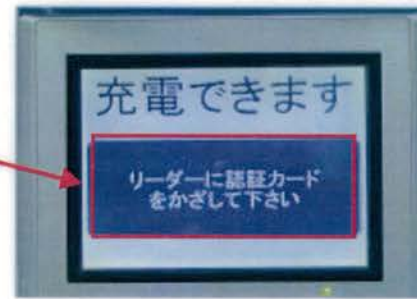 充電できます
リーダーに認証カード
をかざして下さい